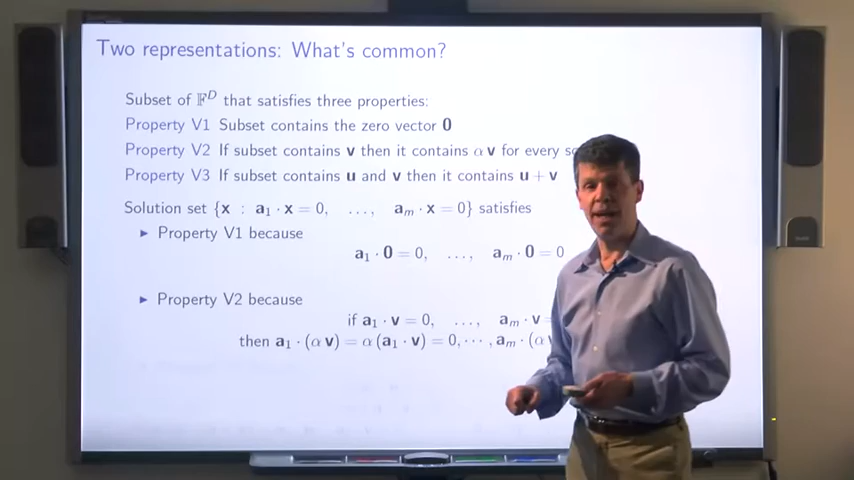 Two representations: What's common?
Subset of 𝔽^D that satisfies three properties:
Property V1 Subset contains the zero vector 0
Property V2 If subset contains v then it contains α v for every
Property V3 If subset contains u and v then it contains u + v
Solution set {x : a₁ · x = 0, ..., aₘ · x = 0} satisfies
▶ Property V1 because
a₁ · 0 = 0, ..., aₘ · 0 = 0
▶ Property V2 because
if a₁ · v = 0, ..., aₘ · v =
then a₁ · (α v) = α (a₁ · v) = 0, ··· , aₘ · (α